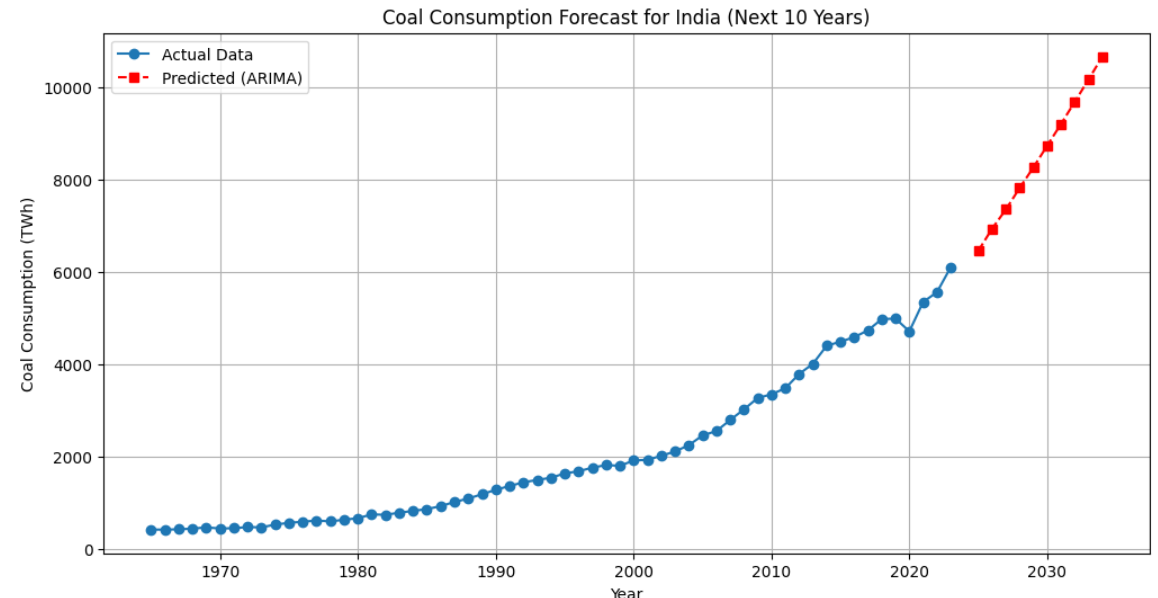 Coal Consumption Forecast for India (Next 10 Years)
Actual Data
Predicted (ARIMA)
Coal Consumption (TWh)
10000
8000
6000
4000
2000
0
1970 1980 1990 2000 2010 2020 2030
Year